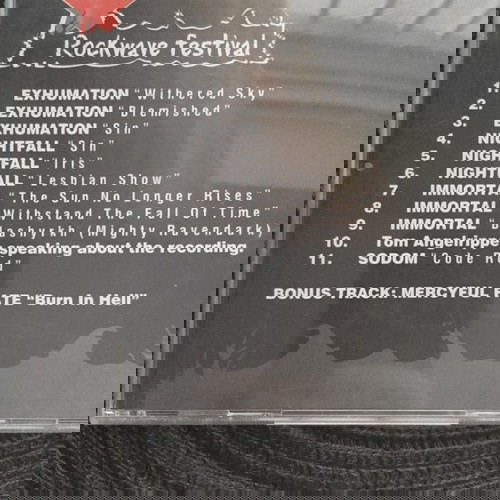 Rockwave Festival
1. EXHUMATION "Withered Sky"
2. EXHUMATION "Blemished"
3. EXHUMATION "Sin"
4. NIGHTFALL "Sin"
5. NIGHTFALL "Iris"
6. NIGHTFALL "Lesbian Show"
7. IMMORTAL "The Sun No Longer Rises"
8. IMMORTAL "Withstand The Fall Of Time"
9. IMMORTAL (Mighty Ravendark)
10. Tom Angelripper speaking about the recording.
11. SODOM "Code Red"
BONUS TRACK: MERCYFUL FATE "Burn In Hell"